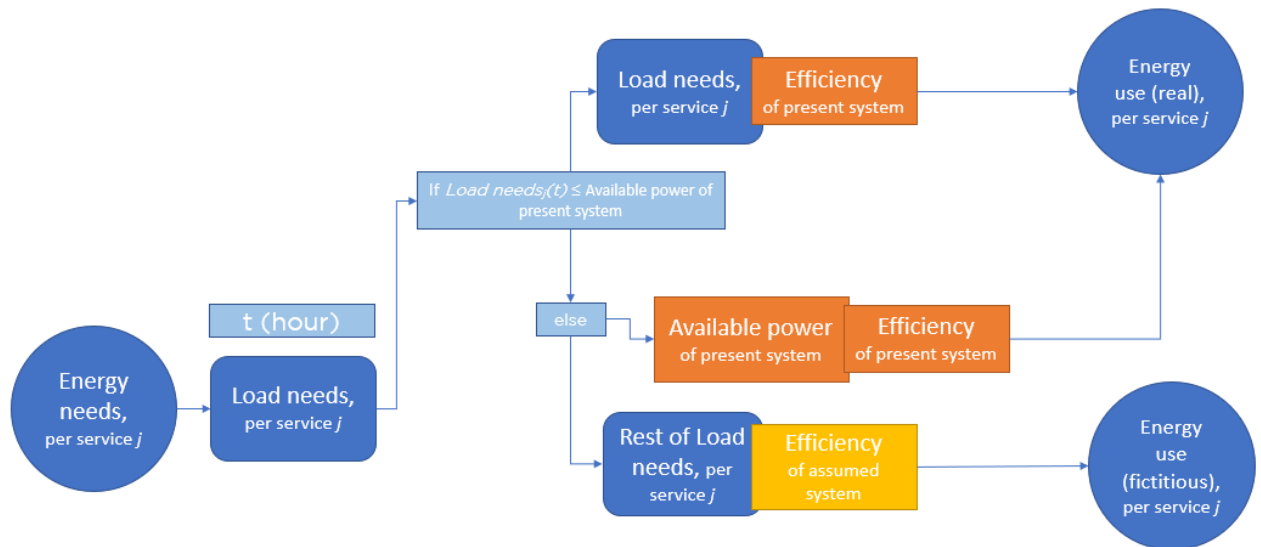 Load needs,
per service j
Efficiency
of present system
Energy
use (real),
per service j
If Load needsj(t) ≤ Available power of
present system
t (hour)
else
Available power
of present system
Efficiency
of present system
Energy
needs,
per service j
Load needs,
per service j
Rest of Load
needs, per
service j
Efficiency
of assumed
system
Energy
use
(fictitious),
per service j